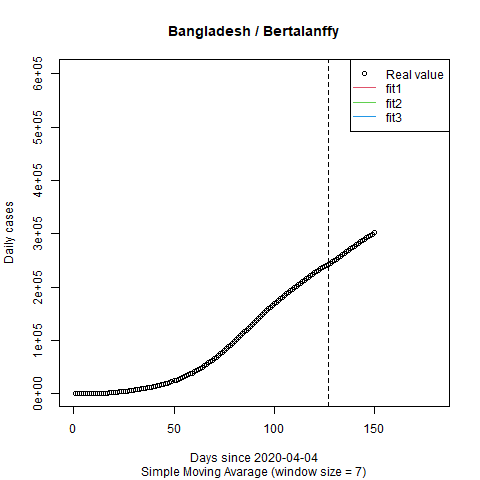 Bangladesh / Bertalanffy
Daily cases
6e+05
5e+05
4e+05
3e+05
2e+05
1e+05
0e+00
Real value
fit1
fit2
fit3
0 50 100 150
Days since 2020-04-04
Simple Moving Avarage (window size = 7)